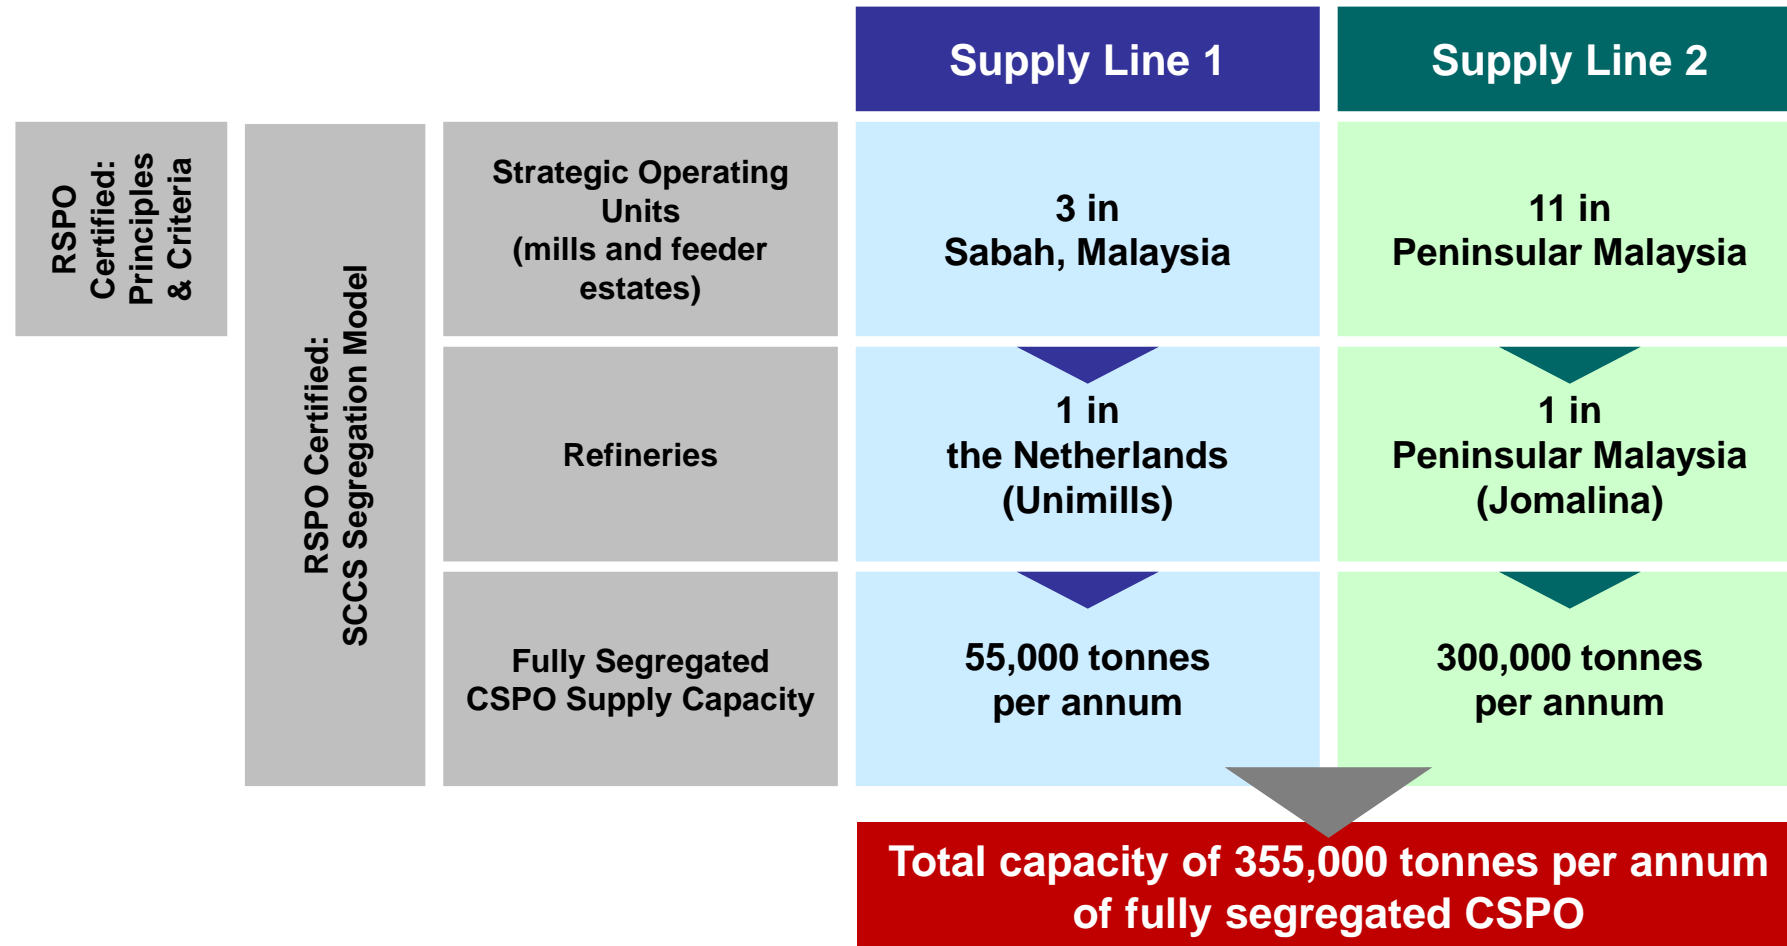 Supply Line 1
Supply Line 2
RSPO
Certified:
Principles
& Criteria
RSPO Certified:
SCCS Segregation Model
Strategic Operating
Units
(mills and feeder
estates)
3 in
Sabah, Malaysia
11 in
Peninsular Malaysia
Refineries
1 in
the Netherlands
(Unimills)
1 in
Peninsular Malaysia
(Jomalina)
Fully Segregated
CSPO Supply Capacity
55,000 tonnes
per annum
300,000 tonnes
per annum
Total capacity of 355,000 tonnes per annum
of fully segregated CSPO